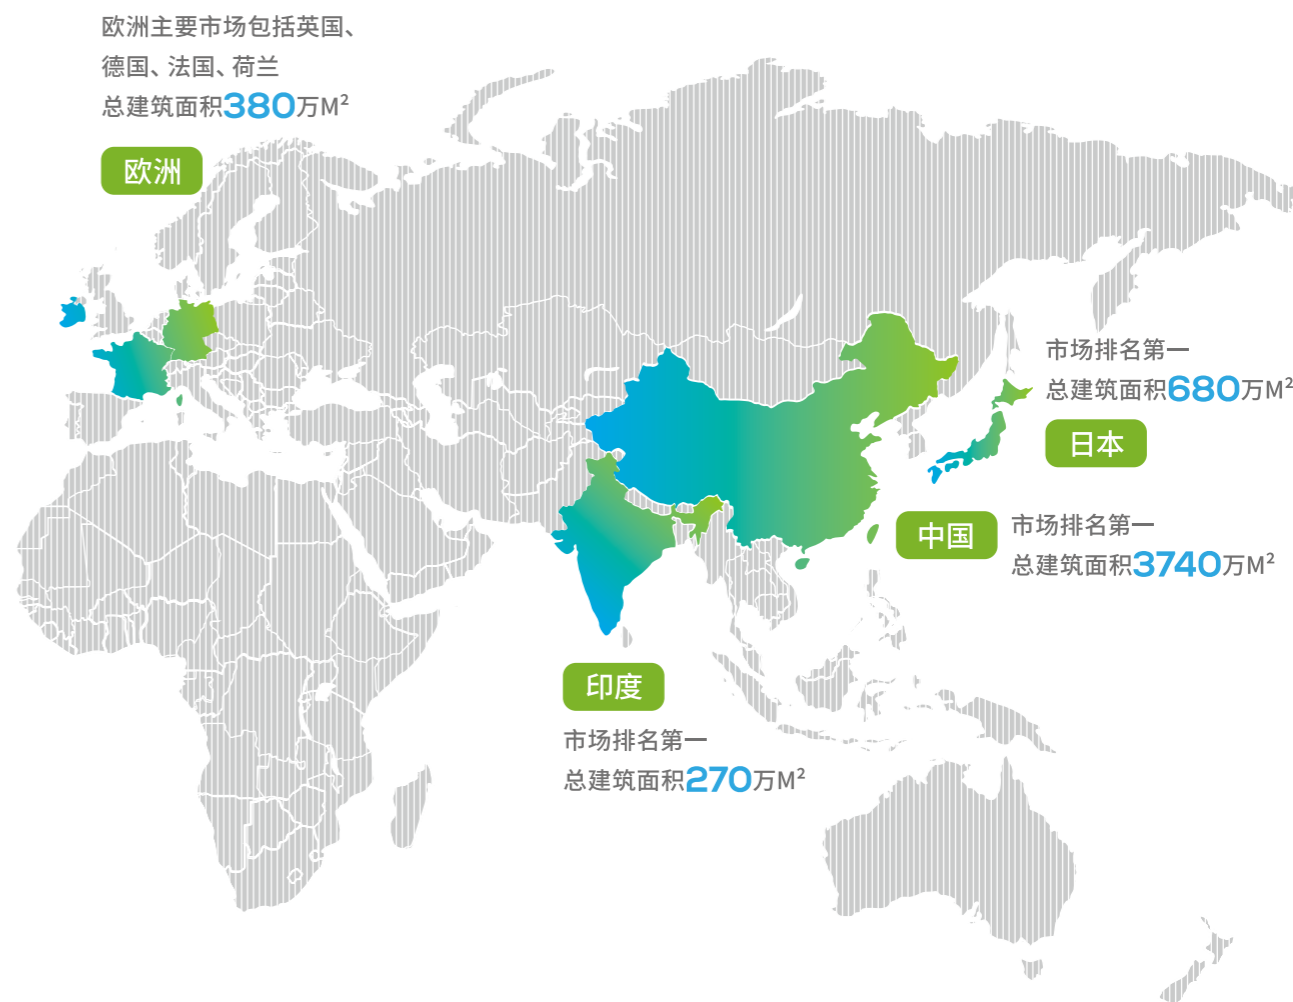 欧洲主要市场包括英国、
德国、法国、荷兰
总建筑面积380万M²
欧洲
市场排名第一
总建筑面积680万M²
日本
中国
市场排名第一
总建筑面积3740万M²
印度
市场排名第一
总建筑面积270万M²